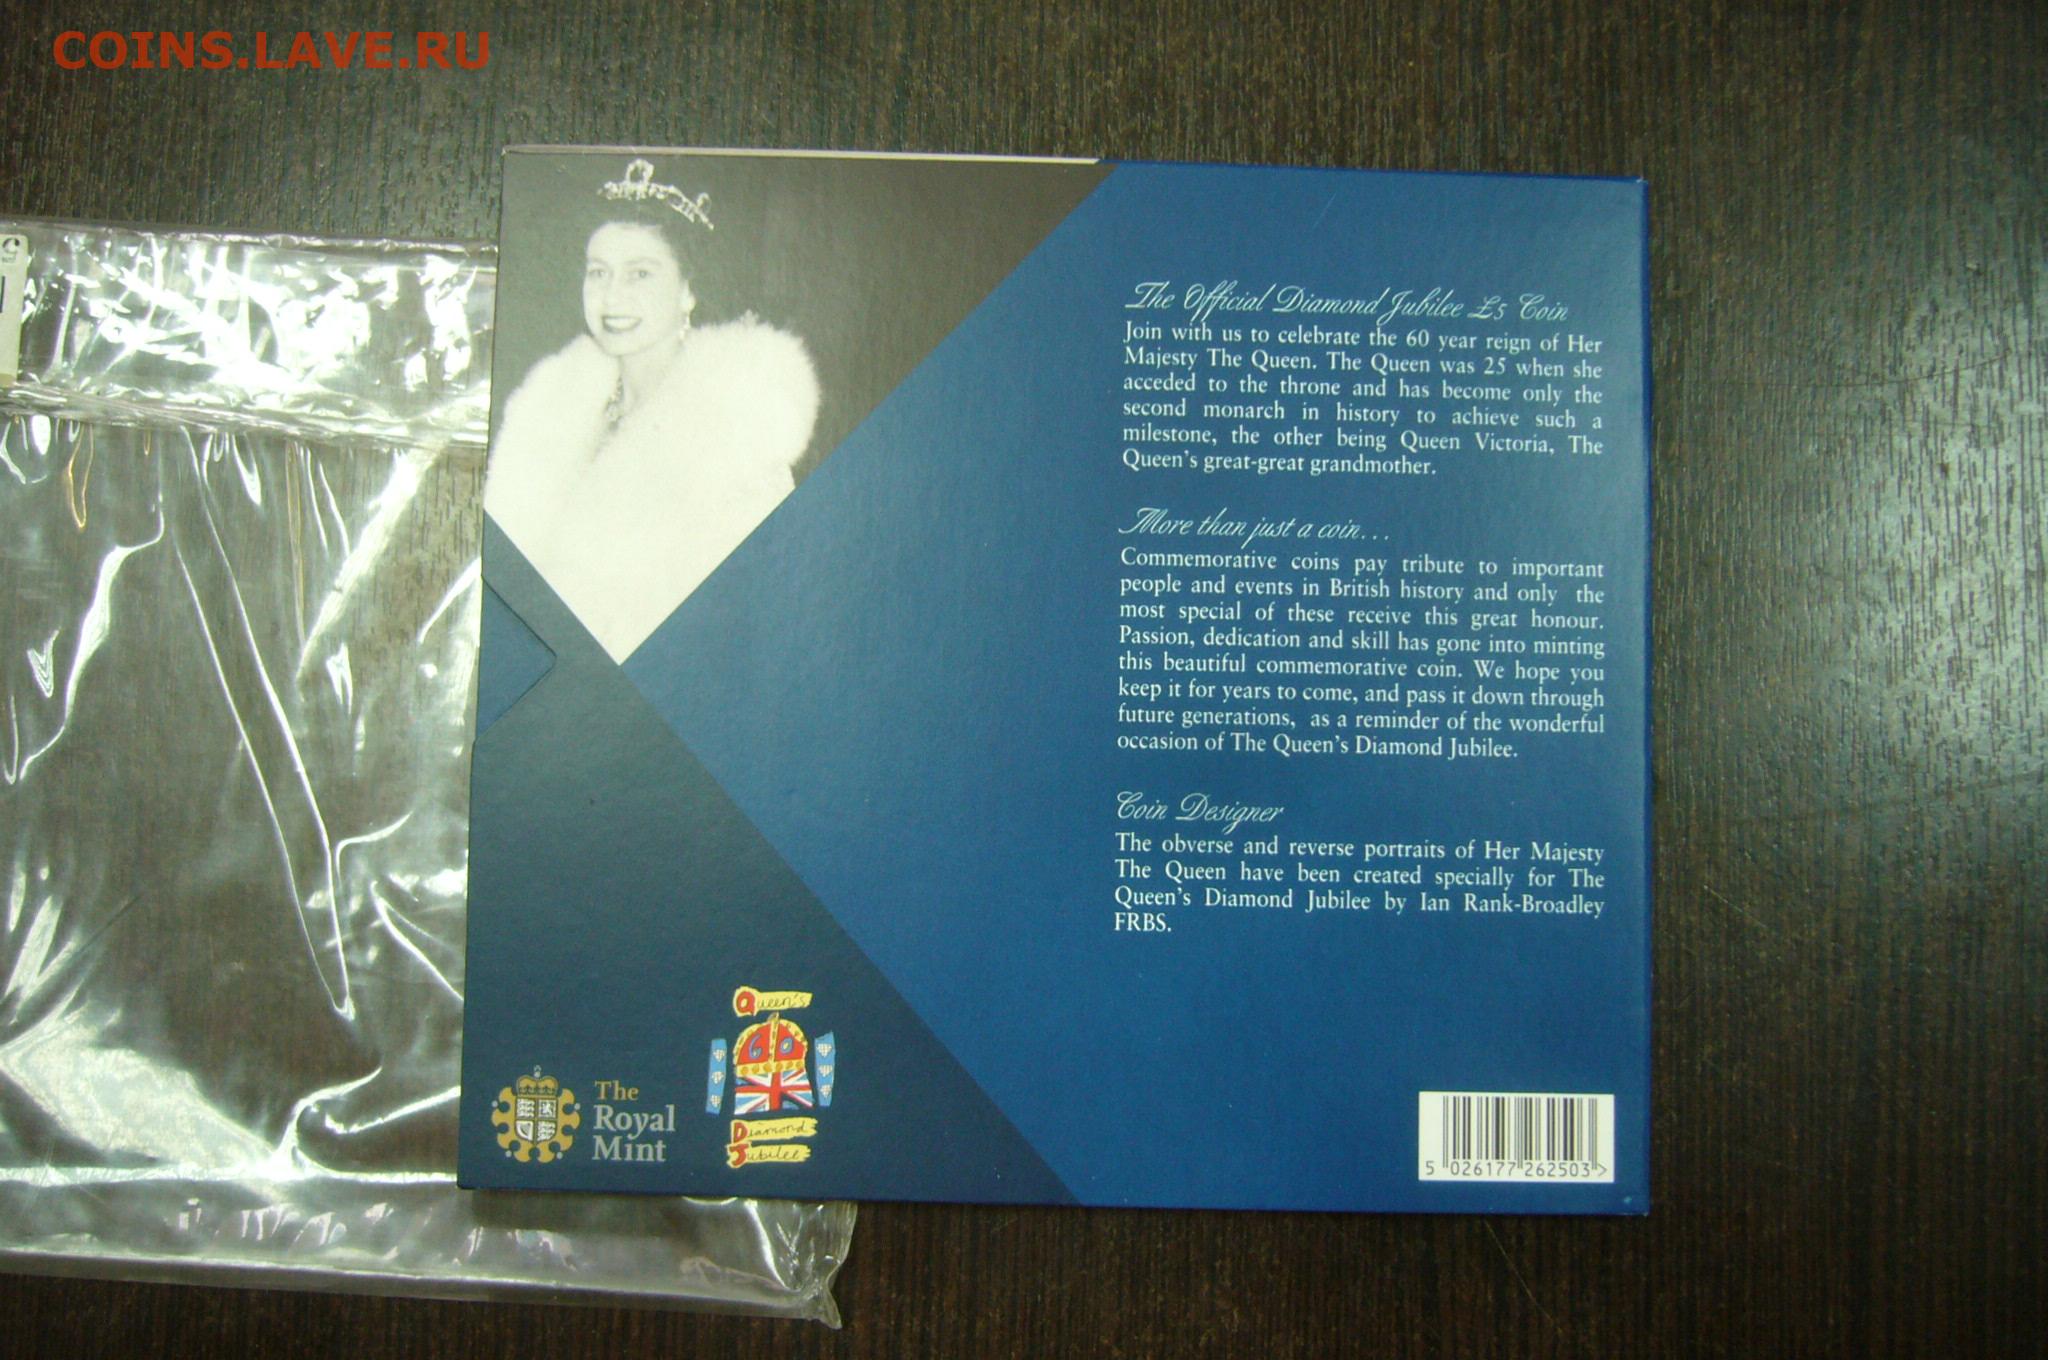 COINS.LAVE.RU
The Official Diamond Jubilee £5 Coin
Join with us to celebrate the 60 year reign of Her
Majesty The Queen. The Queen was 25 when she
acceded to the throne and has become only the
second monarch in history to achieve such a
milestone, the other being Queen Victoria, The
Queen's great-great grandmother.
More than just a coin...
Commemorative coins pay tribute to important
people and events in British history and only the
most special of these receive this great honour.
Passion, dedication and skill has gone into minting
this beautiful commemorative coin. We hope you
keep it for years to come, and pass it down through
future generations, as a reminder of the wonderful
occasion of The Queen's Diamond Jubilee.
Coin Designer
The obverse and reverse portraits of Her Majesty
The Queen have been created specially for The
Queen's Diamond Jubilee by Ian Rank-Broadley
FRBS.
The
Royal
Mint
Queen's
60
Diamond
Jubilee
5 026177 262503 >